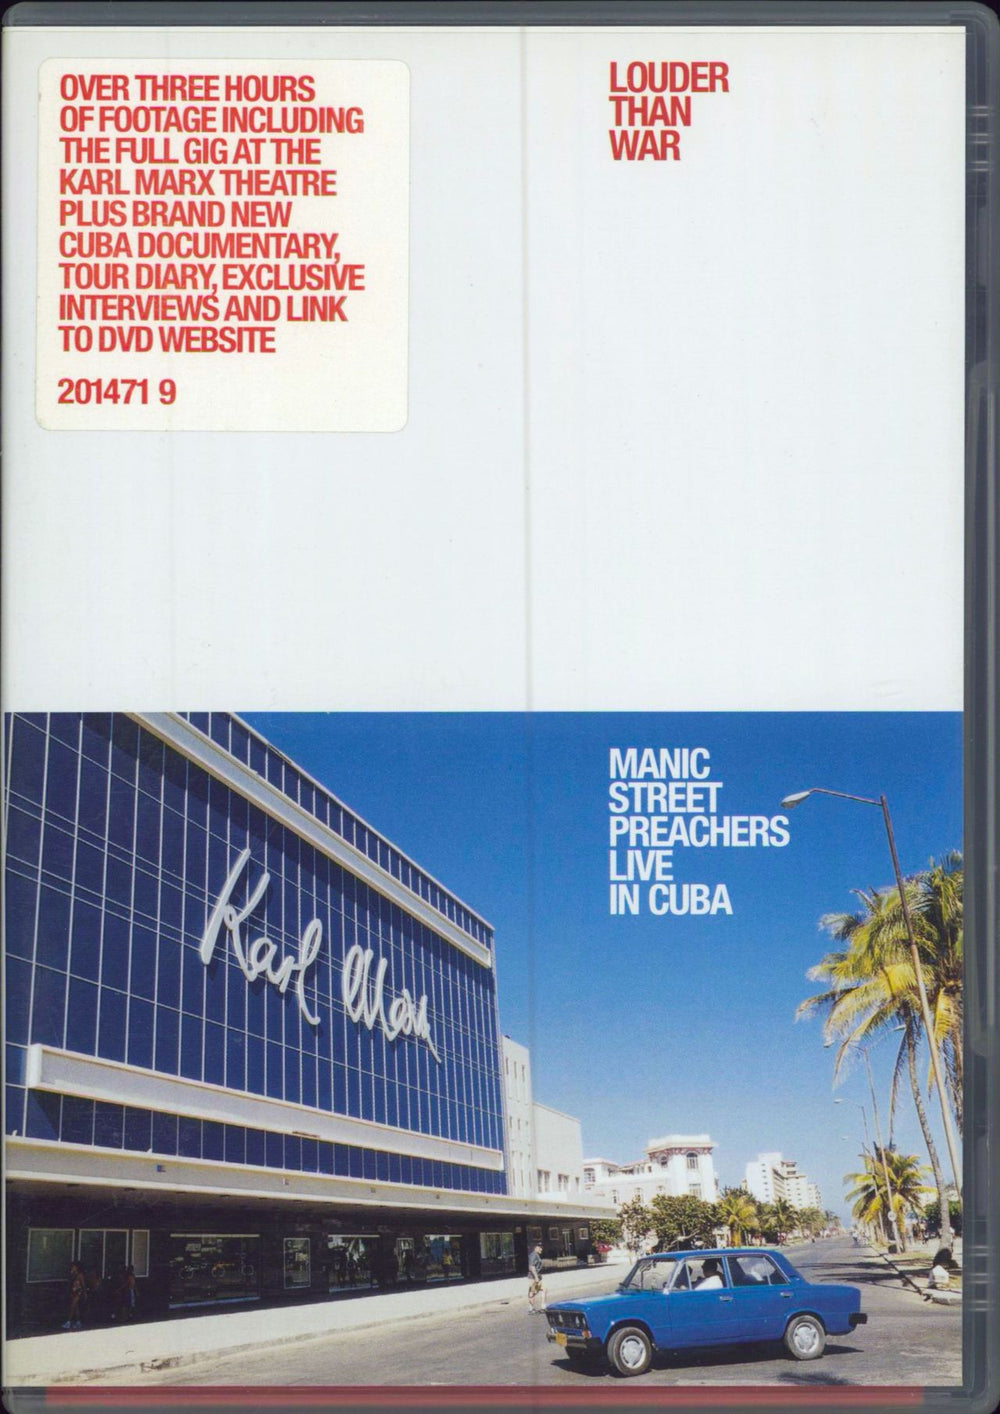 OVER THREE HOURS
OF FOOTAGE INCLUDING
THE FULL GIG AT THE
KARL MARX THEATRE
PLUS BRAND NEW
CUBA DOCUMENTARY,
TOUR DIARY, EXCLUSIVE
INTERVIEWS AND LINK
TO DVD WEBSITE
201471 9
LOUDER
THAN
WAR
MANIC
STREET
PREACHERS
LIVE
IN CUBA
Karl Marx